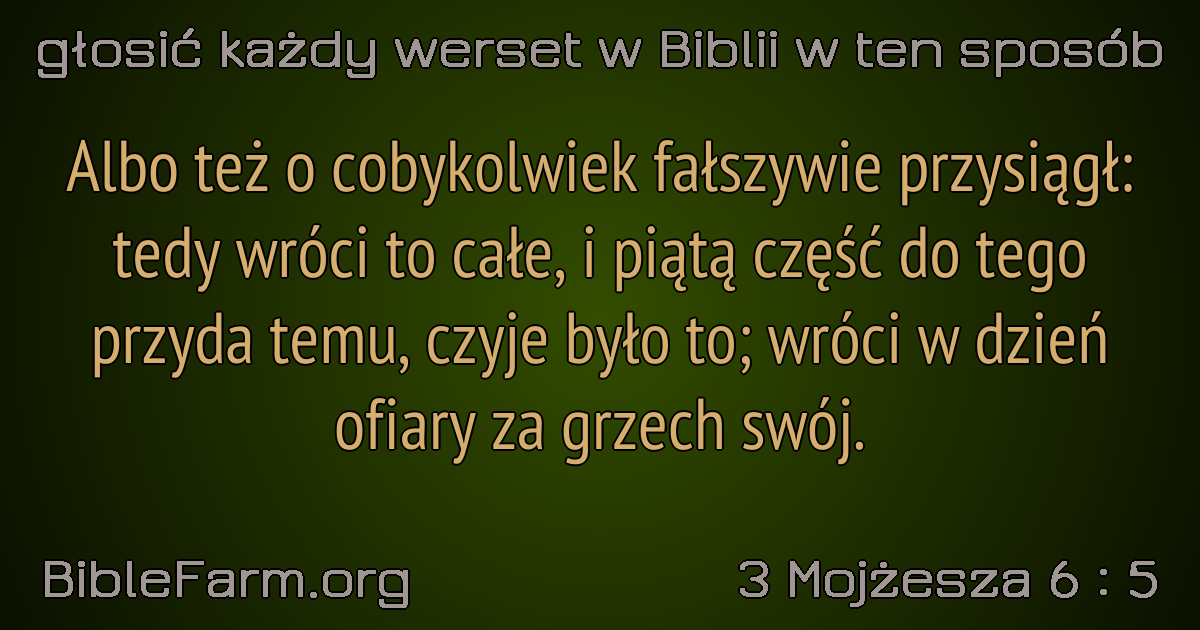 głosić każdy werset w Biblii w ten sposób
Albo też o cobykolwiek fałszywie przysiągł:
tedy wróci to całe, i piątą część do tego
przyda temu, czyje było to; wróci w dzień
ofiary za grzech swój.
BibleFarm.org
3 Mojżesza 6 : 5